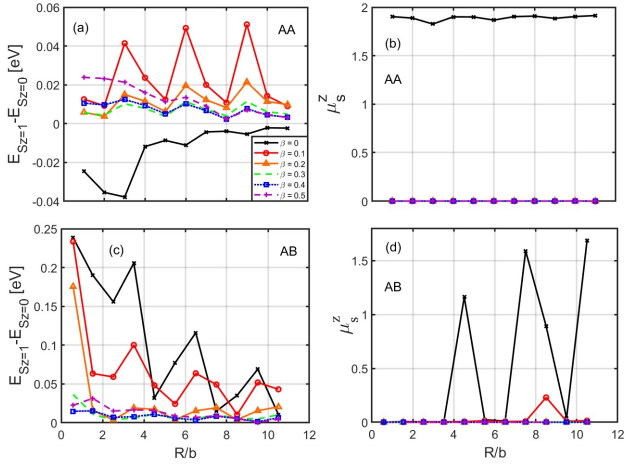 (a)
AA
E_{Sz=1}-E_{Sz=0} [eV]
0.06
0.04
0.02
0
-0.02
-0.04
β = 0
β = 0.1
β = 0.2
β = 0.3
β = 0.4
β = 0.5
(b)
AA
μ_s^z
2
1.5
1
0.5
0
(c)
AB
E_{Sz=1}-E_{Sz=0} [eV]
0.25
0.2
0.15
0.1
0.05
0
0 2 4 6 8 10 12
R/b
(d)
AB
μ_s^z
2
1.5
1
0.5
0
0 2 4 6 8 10 12
R/b